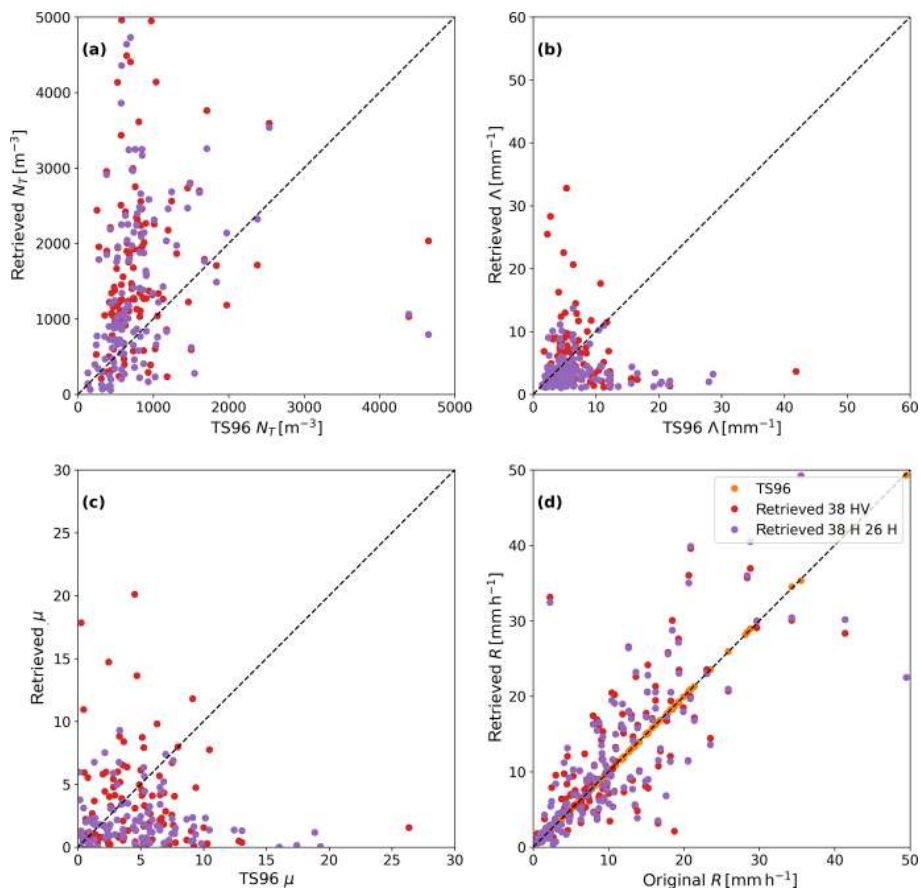 (a)
Retrieved N_T [m⁻³]
5000
4000
3000
2000
1000
0
0 1000 2000 3000 4000 5000
TS96 N_T [m⁻³]
(b)
Retrieved Λ [mm⁻¹]
60
50
40
30
20
10
0
0 10 20 30 40 50 60
TS96 Λ [mm⁻¹]
(c)
Retrieved μ
30
25
20
15
10
5
0
0 5 10 15 20 25 30
TS96 μ
(d)
Retrieved R [mm h⁻¹]
50
40
30
20
10
0
TS96
Retrieved 38 HV
Retrieved 38 H 26 H
0 10 20 30 40 50
Original R [mm h⁻¹]